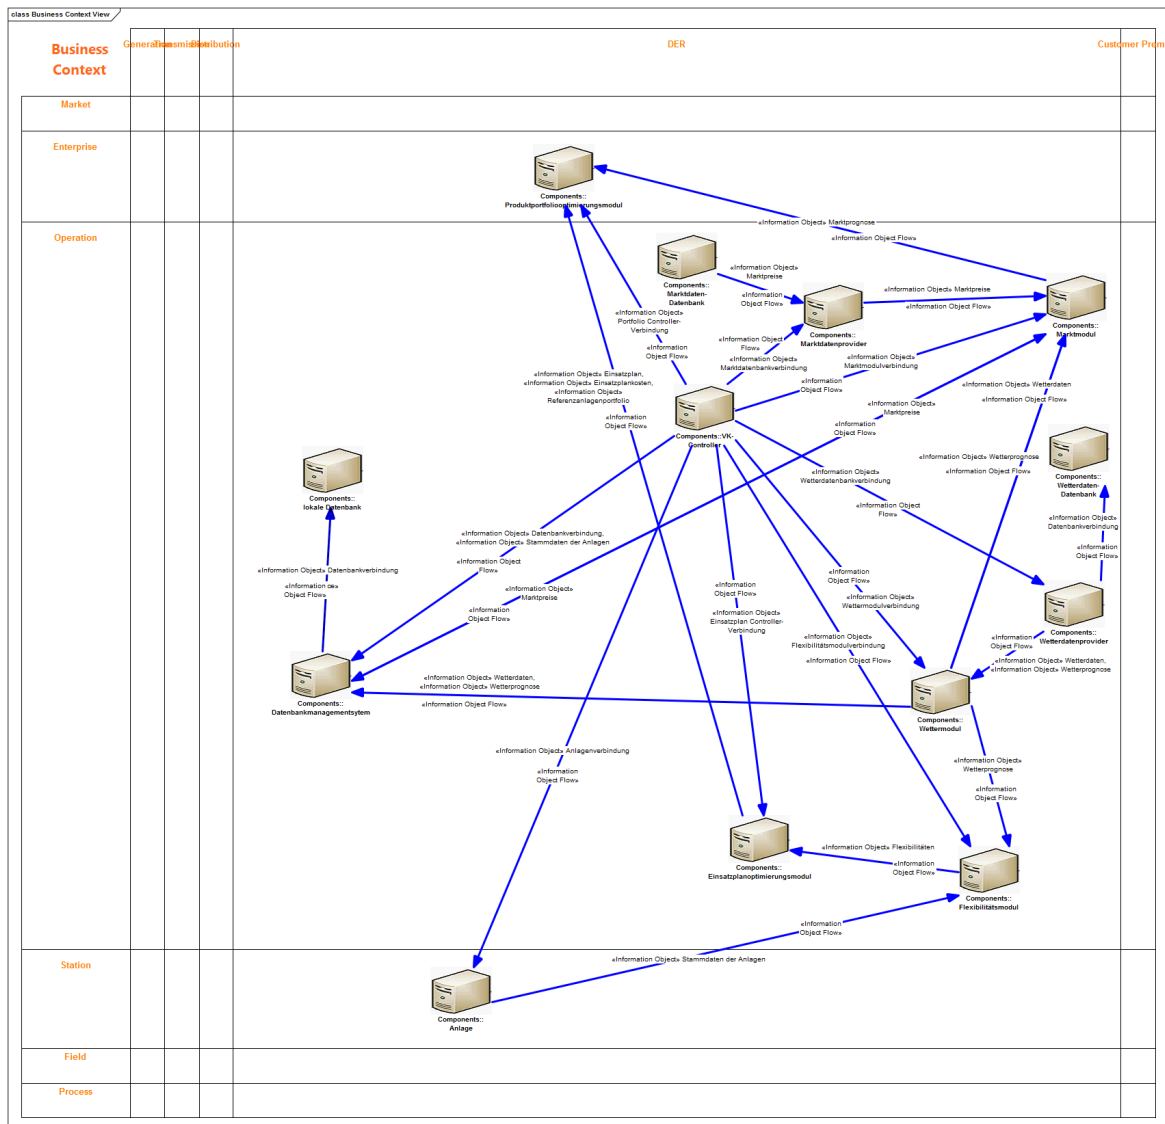 class Business Context View
Business
Context
Generation
Transmission
Distribution
DER
Customer Prem
Market
Enterprise
Components::
Produktportfoliooptimierungsmodul
«Information Object» Marktprognose
«Information Object Flow»
Operation
Components::
Marktdaten-
Datenbank
«Information Object»
Marktpreise
«Information
Object Flow»
Components::
Marktdatenprovider
«Information Object» Marktpreise
«Information Object Flow»
Components::
Marktmodul
«Information Object»
Portfolio Controller-
Verbindung
«Information
Object Flow»
«Information Object
Flow»
«Information Object»
Marktdatenbankverbindung
«Information Object»
Marktmodulverbindung
«Information
Object Flow»
«Information Object» Einsatzplan,
«Information Object» Einsatzplankosten,
«Information Object»
Referenzanlagenportfolio
«Information
Object Flow»
«Information Object» Wetterdaten
«Information Object Flow»
«Information Object»
Marktpreise
«Information
Object Flow»
Components::VK-
Controller
Components::
lokale Datenbank
«Information Object» Wetterprognose
«Information Object Flow»
Components::
Wetterdaten-
Datenbank
«Information Object»
Wetterdatenbankverbindung
«Information Object
Flow»
«Information Object»
Datenbankverbindung
«Information
Object Flow»
«Information Object» Datenbankverbindung,
«Information Object» Stammdaten der Anlagen
«Information Object
Flow»
«Information Object» Datenbankverbindung
«Information ce»
Object Flow»
«Information Object»
Marktpreise
«Information
Object Flow»
«Information
Object Flow»
«Information Object»
Einsatzplan Controller-
Verbindung
«Information
Object Flow»
«Information Object»
Wettermodulverbindung
«Information Object»
Flexibilitätsmodulverbindung
«Information Object Flow»
Components::
Wetterdatenprovider
«Information
Object Flow»
«Information Object» Wetterdaten,
«Information Object» Wetterprognose
Components::
Datenbankmanagementsytem
«Information Object» Wetterdaten,
«Information Object» Wetterprognose
«Information Object Flow»
Components::
Wettermodul
«Information Object» Anlagenverbindung
«Information
Object Flow»
«Information Object»
Wetterprognose
«Information
Object Flow»
Components::
Einsatzplanoptimierungsmodul
«Information Object» Flexibilitäten
«Information
Object Flow»
Components::
Flexibilitätsmodul
«Information
Object Flow»
Station
«Information Object» Stammdaten der Anlagen
Components::
Anlage
Field
Process